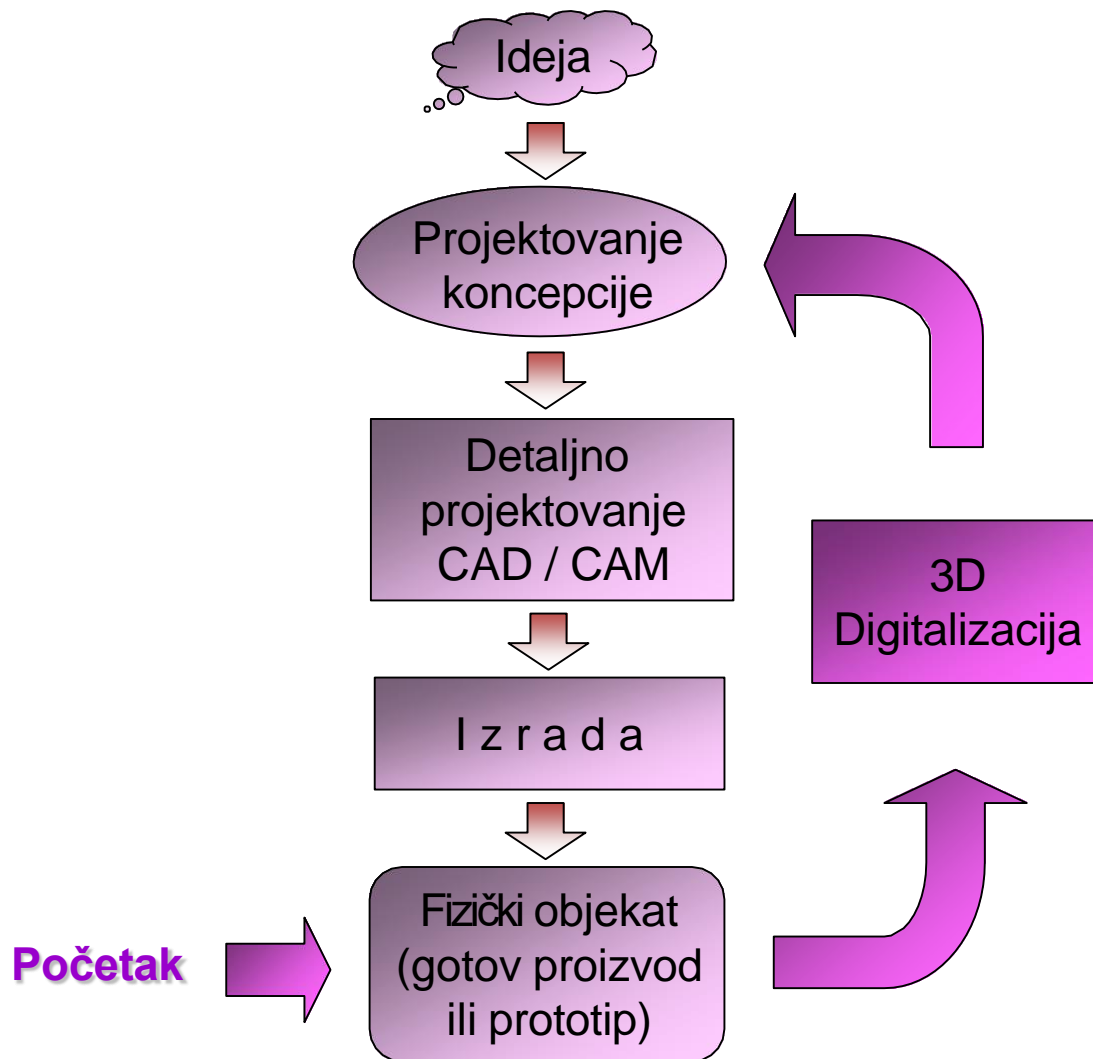 Ideja
Projektovanje
koncepcije
Detaljno
projektovanje
CAD / CAM
3D
Digitalizacija
I z r a d a
Fizički objekat
(gotov proizvod
ili prototip)
Početak